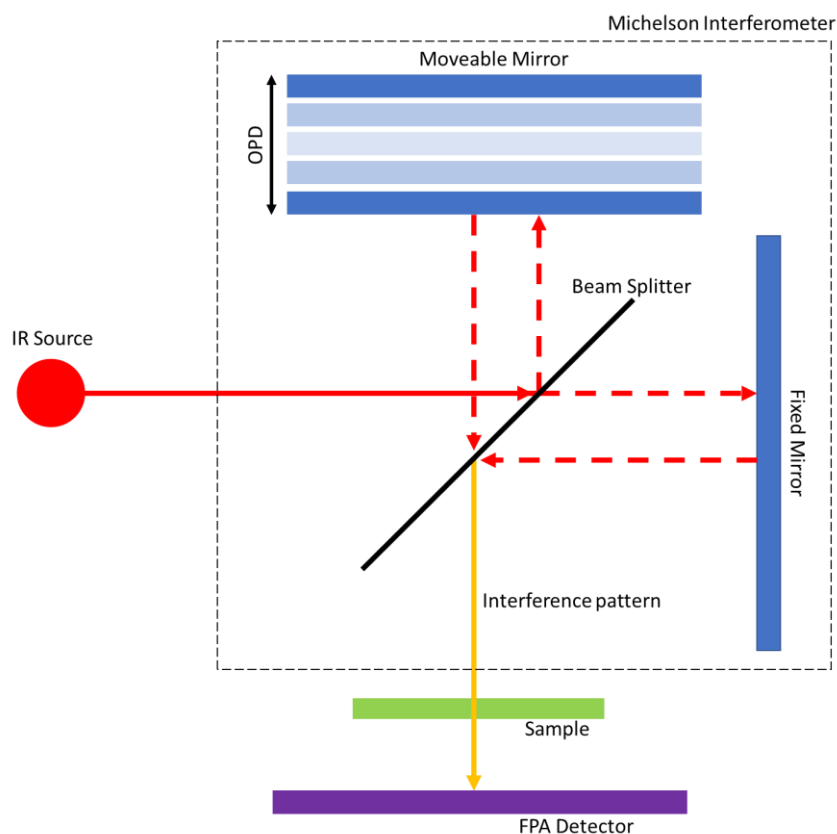 Michelson Interferometer
Moveable Mirror
OPD
Beam Splitter
IR Source
Fixed Mirror
Interference pattern
Sample
FPA Detector